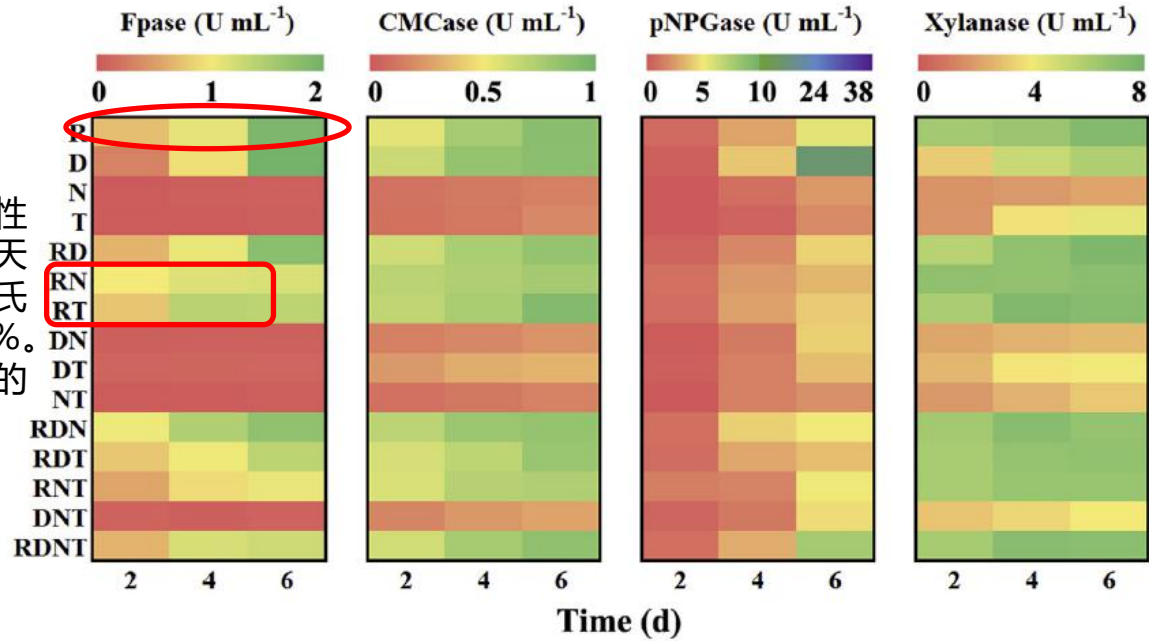 Fpase (U mL⁻¹) CMCase (U mL⁻¹) pNPGase (U mL⁻¹) Xylanase (U mL⁻¹)
0 1 2 0 0.5 1 0 5 10 24 38 0 4 8
R
D
N
性 T
天 RD
氏 RN
RT
%。 DN
的 DT
NT
RDN
RDT
RNT
DNT
RDNT
2 4 6 2 4 6 2 4 6 2 4 6
Time (d)